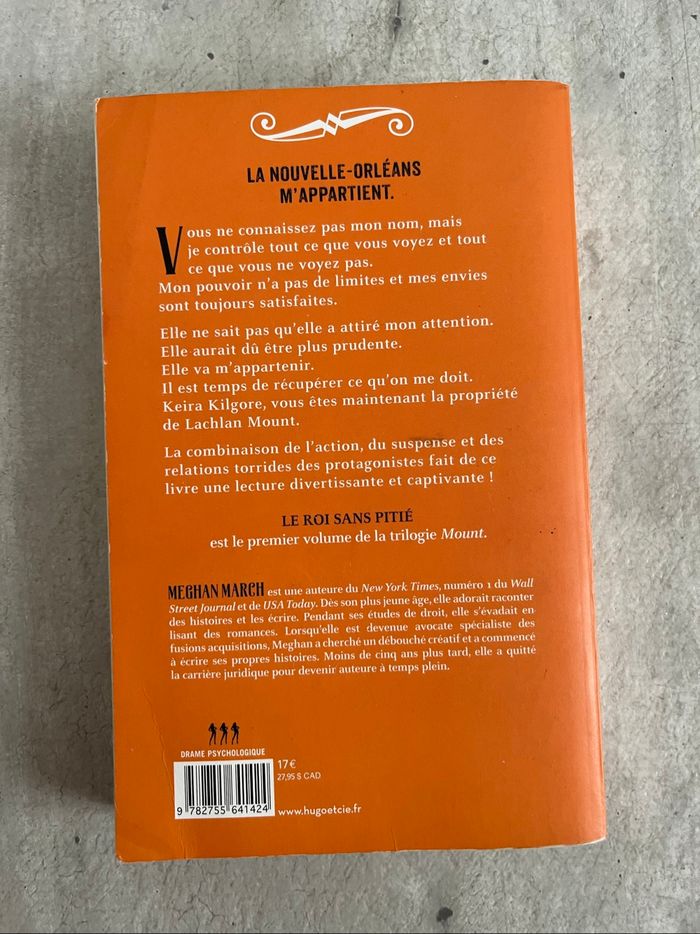 LA NOUVELLE-ORLÉANS
M'APPARTIENT.
Vous ne connaissez pas mon nom, mais
je contrôle tout ce que vous voyez et tout
ce que vous ne voyez pas.
Mon pouvoir n'a pas de limites et mes envies
sont toujours satisfaites.
Elle ne sait pas qu'elle a attiré mon attention.
Elle aurait dû être plus prudente.
Elle va m'appartenir.
Il est temps de récupérer ce qu'on me doit.
Keira Kilgore, vous êtes maintenant la propriété
de Lachlan Mount.
La combinaison de l'action, du suspense et des
relations torrides des protagonistes fait de ce
livre une lecture divertissante et captivante !
LE ROI SANS PITIÉ
est le premier volume de la trilogie Mount.
MEGHAN MARCH est une auteure du New York Times, numéro 1 du Wall
Street Journal et de USA Today. Dès son plus jeune âge, elle adorait raconter
des histoires et les écrire. Pendant ses études de droit, elle s'évadait en
lisant des romances. Lorsqu'elle est devenue avocate spécialiste des
fusions acquisitions, Meghan a cherché un débouché créatif et a commencé
à écrire ses propres histoires. Moins de cinq ans plus tard, elle a quitté
la carrière juridique pour devenir auteure à temps plein.
DRAME PSYCHOLOGIQUE
17€
27,95 $ CAD
9 782755 641424
www.hugoetcie.fr